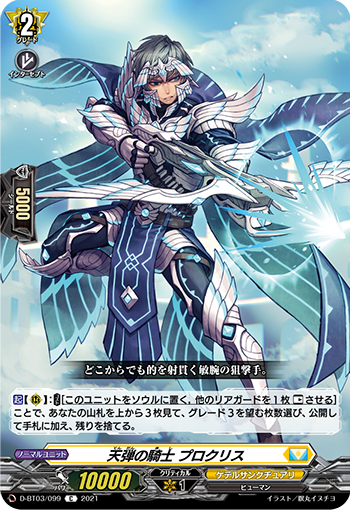 2
グレード
インターセプト
シールド
5000
どこからでも的を射貫く敏腕の狙撃手。
起【R】:【コスト】[このユニットをソウルに置く、他のリアガードを1枚レストさせる]
ことで、あなたの山札を上から3枚見て、グレード3を望む枚数選び、公開し
て手札に加え、残りを捨てる。
ノーマルユニット
天弾の騎士 プロクリス
ケテルサンクチュアリ
パワー
10000
クリティカル
1
ヒューマン
D-BT03/099 C 2021
イラスト/獣丸イヌチヨ